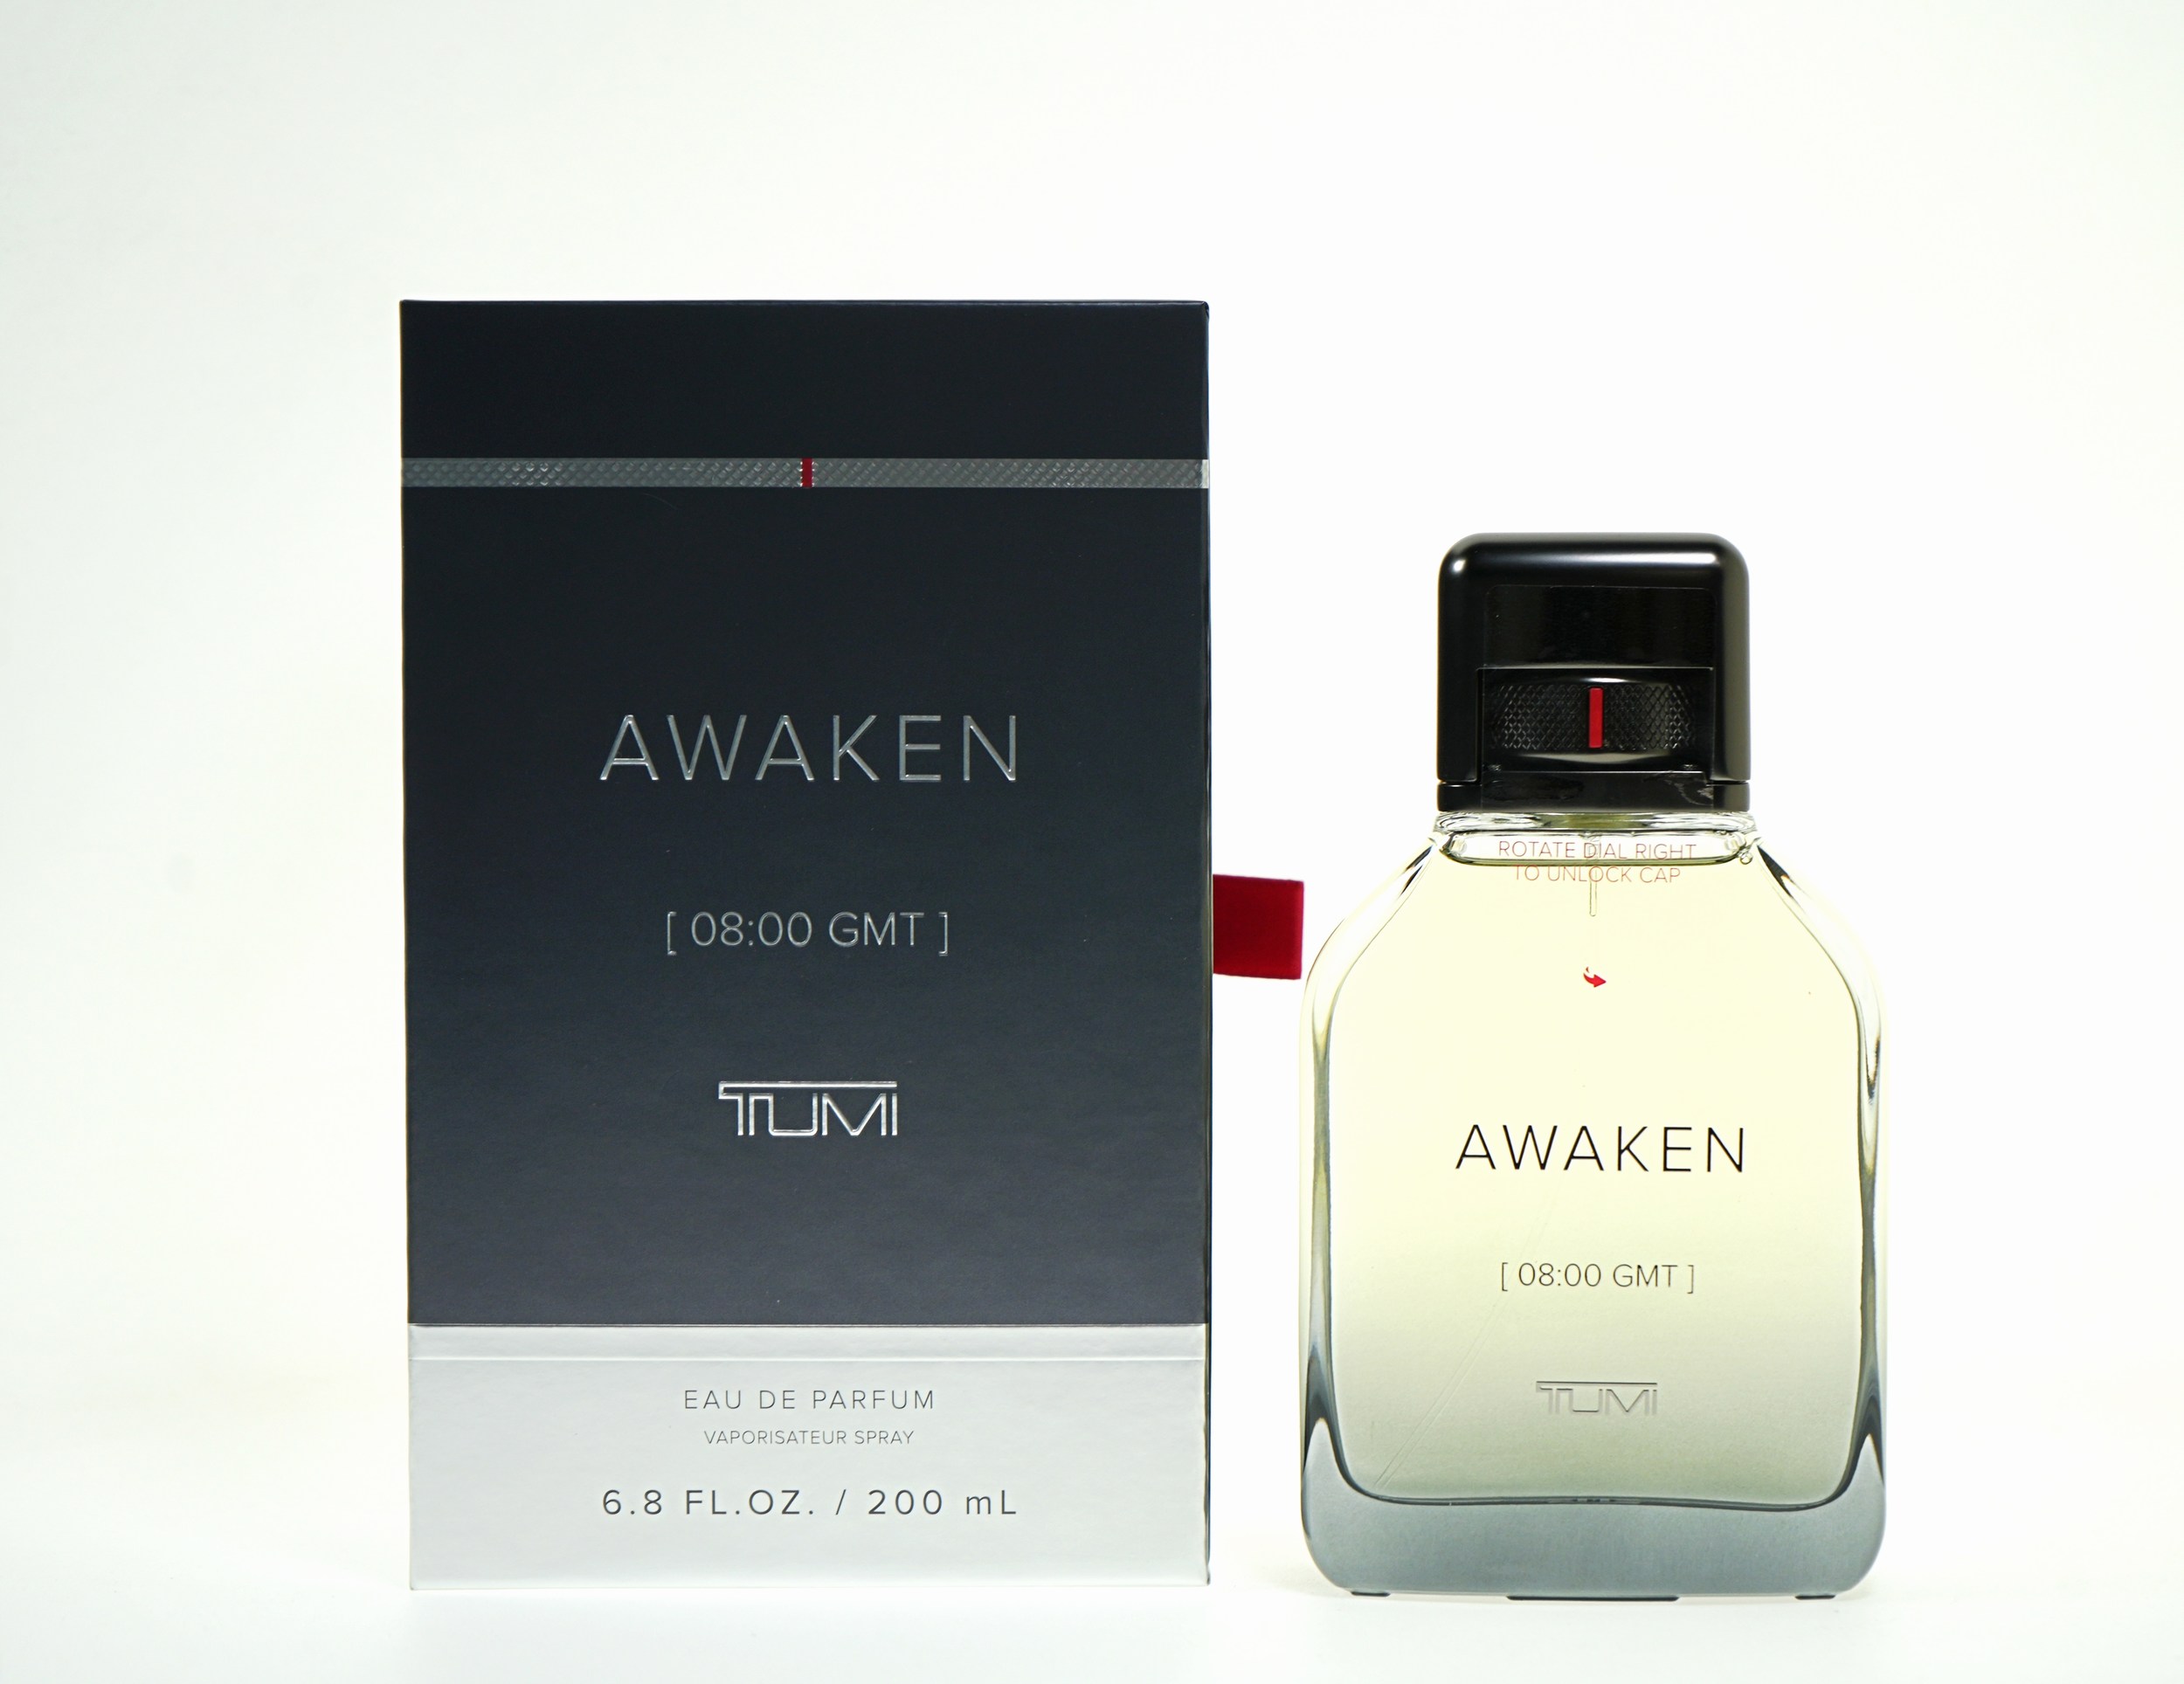 AWAKEN
[ 08:00 GMT ]
TUMI
EAU DE PARFUM
VAPORISATEUR SPRAY
6.8 FL.OZ. / 200 mL
ROTATE DIAL RIGHT
TO UNLOCK CAP
AWAKEN
[ 08:00 GMT ]
TUMI